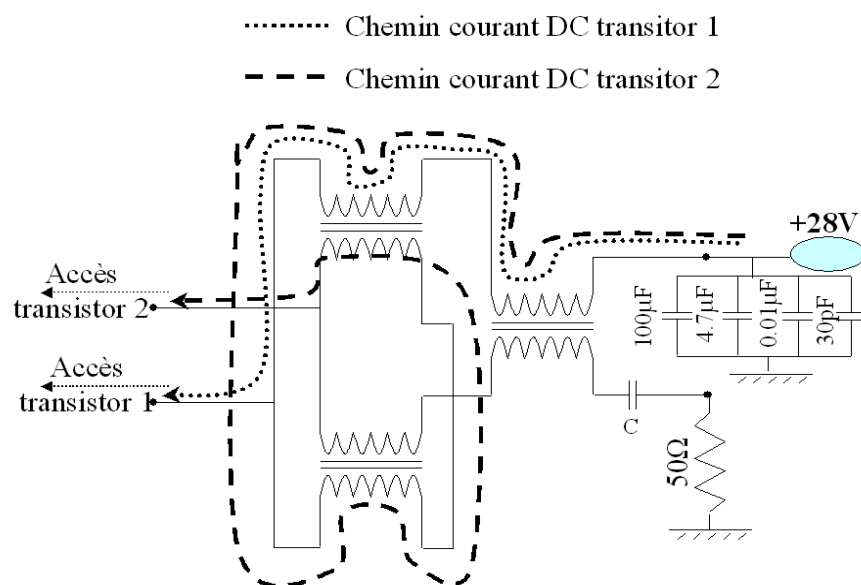 Chemin courant DC transitor 1
Chemin courant DC transitor 2
+28V
Accès
transistor 2
Accès
transistor 1
100µF
4.7µF
0.01µF
30pF
C
50Ω